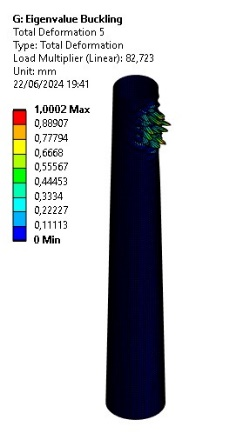 G: Eigenvalue Buckling
Total Deformation 5
Type: Total Deformation
Load Multiplier (Linear): 82,723
Unit: mm
22/06/2024 19:41
1,0002 Max
0,88907
0,77794
0,6668
0,55567
0,44453
0,3334
0,22227
0,11113
0 Min